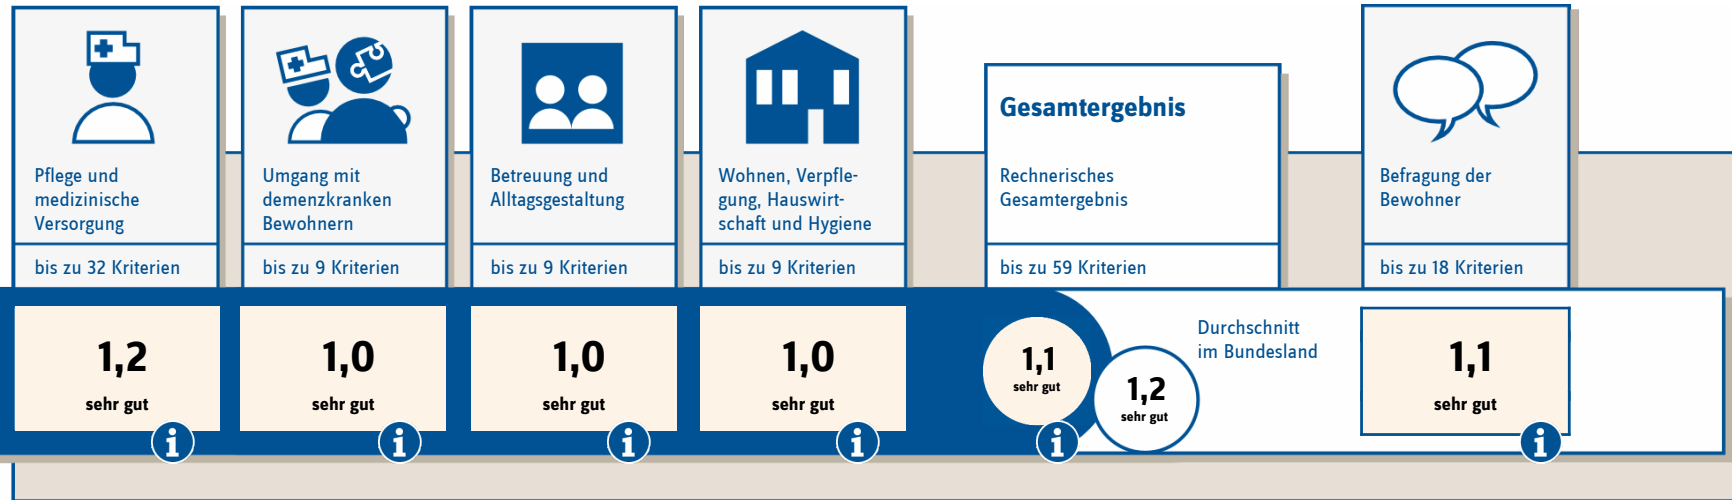 Pflege und
medizinische
Versorgung
bis zu 32 Kriterien
1,2
sehr gut
i
Umgang mit
demenzkranken
Bewohnern
bis zu 9 Kriterien
1,0
sehr gut
i
Betreuung und
Alltagsgestaltung
bis zu 9 Kriterien
1,0
sehr gut
i
Wohnen, Verpfle-
gung, Hauswirt-
schaft und Hygiene
bis zu 9 Kriterien
1,0
sehr gut
i
Gesamtergebnis
Rechnerisches
Gesamtergebnis
bis zu 59 Kriterien
1,1
sehr gut
i
1,2
sehr gut
Durchschnitt
im Bundesland
Befragung der
Bewohner
bis zu 18 Kriterien
1,1
sehr gut
i